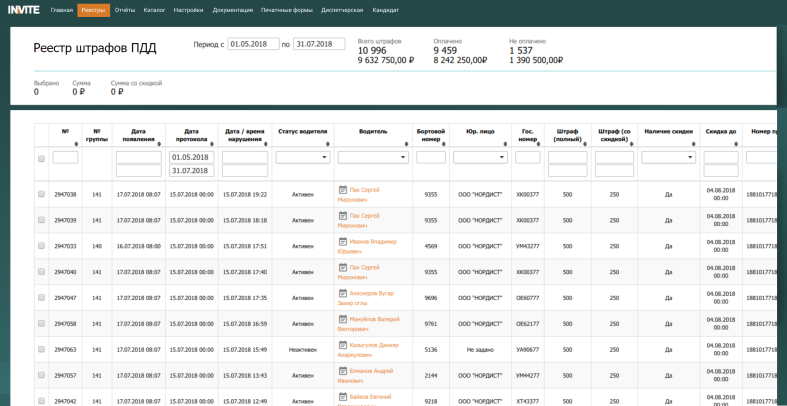 INVITE Главная Реестры Отчёты Каталог Настройки Документация Печатные формы Диспетчерская Кандидат
Реестр штрафов ПДД
Период с 01.05.2018 по 31.07.2018
Всего штрафов Оплачено Не оплачено
10 996 9 459 1 537
9 632 750,00 ₽ 8 242 250,00₽ 1 390 500,00₽
Выбрано Сумма Сумма со скидкой
0 0 ₽ 0 ₽
№ № группы Дата появления Дата протокола Дата / время нарушения Статус водителя Водитель Бортовой номер Юр. лицо Гос. номер Штраф (полный) Штраф (со скидкой) Наличие скидки Скидка до Номер пр
01.05.2018
31.07.2018
2947038 141 17.07.2018 08:07 15.07.2018 00:00 15.07.2018 19:22 Активен Пак Сергей Миронович 9355 ООО "НОРДИСТ" ХК00377 500 250 Да 04.08.2018 00:00 1881017718
2947039 141 17.07.2018 08:07 15.07.2018 00:00 15.07.2018 18:18 Активен Пак Сергей Миронович 9355 ООО "НОРДИСТ" ХК00377 500 250 Да 04.08.2018 00:00 1881017718
2947033 140 16.07.2018 08:00 15.07.2018 00:00 15.07.2018 17:51 Активен Иванов Владимир Юрьевич 4569 ООО "НОРДИСТ" УМ43277 500 250 Да 04.08.2018 00:00 1881017718
2947040 141 17.07.2018 08:07 15.07.2018 00:00 15.07.2018 17:40 Активен Пак Сергей Миронович 9355 ООО "НОРДИСТ" ХК00377 500 250 Да 04.08.2018 00:00 1881017718
2947047 141 17.07.2018 08:07 15.07.2018 00:00 15.07.2018 17:35 Активен Алескеров Вугар Захир оглы 9696 ООО "НОРДИСТ" ОЕ60777 500 250 Да 04.08.2018 00:00 1881017718
2947058 141 17.07.2018 08:07 15.07.2018 00:00 15.07.2018 16:59 Активен Мануйлов Валерий Викторович 9761 ООО "НОРДИСТ" ОЕ62177 500 250 Да 04.08.2018 00:00 1881017718
2947063 141 17.07.2018 08:07 15.07.2018 00:00 15.07.2018 15:49 Неактивен 5136 Не задано УА90677 500 250 Да 04.08.2018 00:00 1881017718
2947057 141 17.07.2018 08:07 15.07.2018 00:00 15.07.2018 13:43 Активен Андрей Иванович 2144 ООО "НОРДИСТ" УМ44277 500 250 Да 04.08.2018 00:00 1881017718
2947042 141 17.07.2018 08:07 15.07.2018 00:00 15.07.2018 12:49 Активен Байков Евгений 9218 ООО "НОРДИСТ" ХТ43377 500 250 Да 04.08.2018 00:00 1881017718